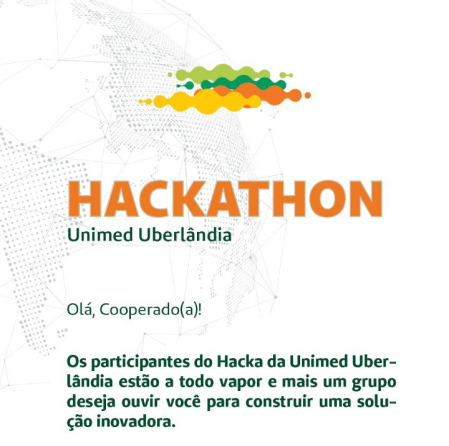 HACKATHON
Unimed Uberlândia
Olá, Cooperado(a)!
Os participantes do Hacka da Unimed Uber-
lândia estão a todo vapor e mais um grupo
deseja ouvir você para construir uma solu-
ção inovadora.